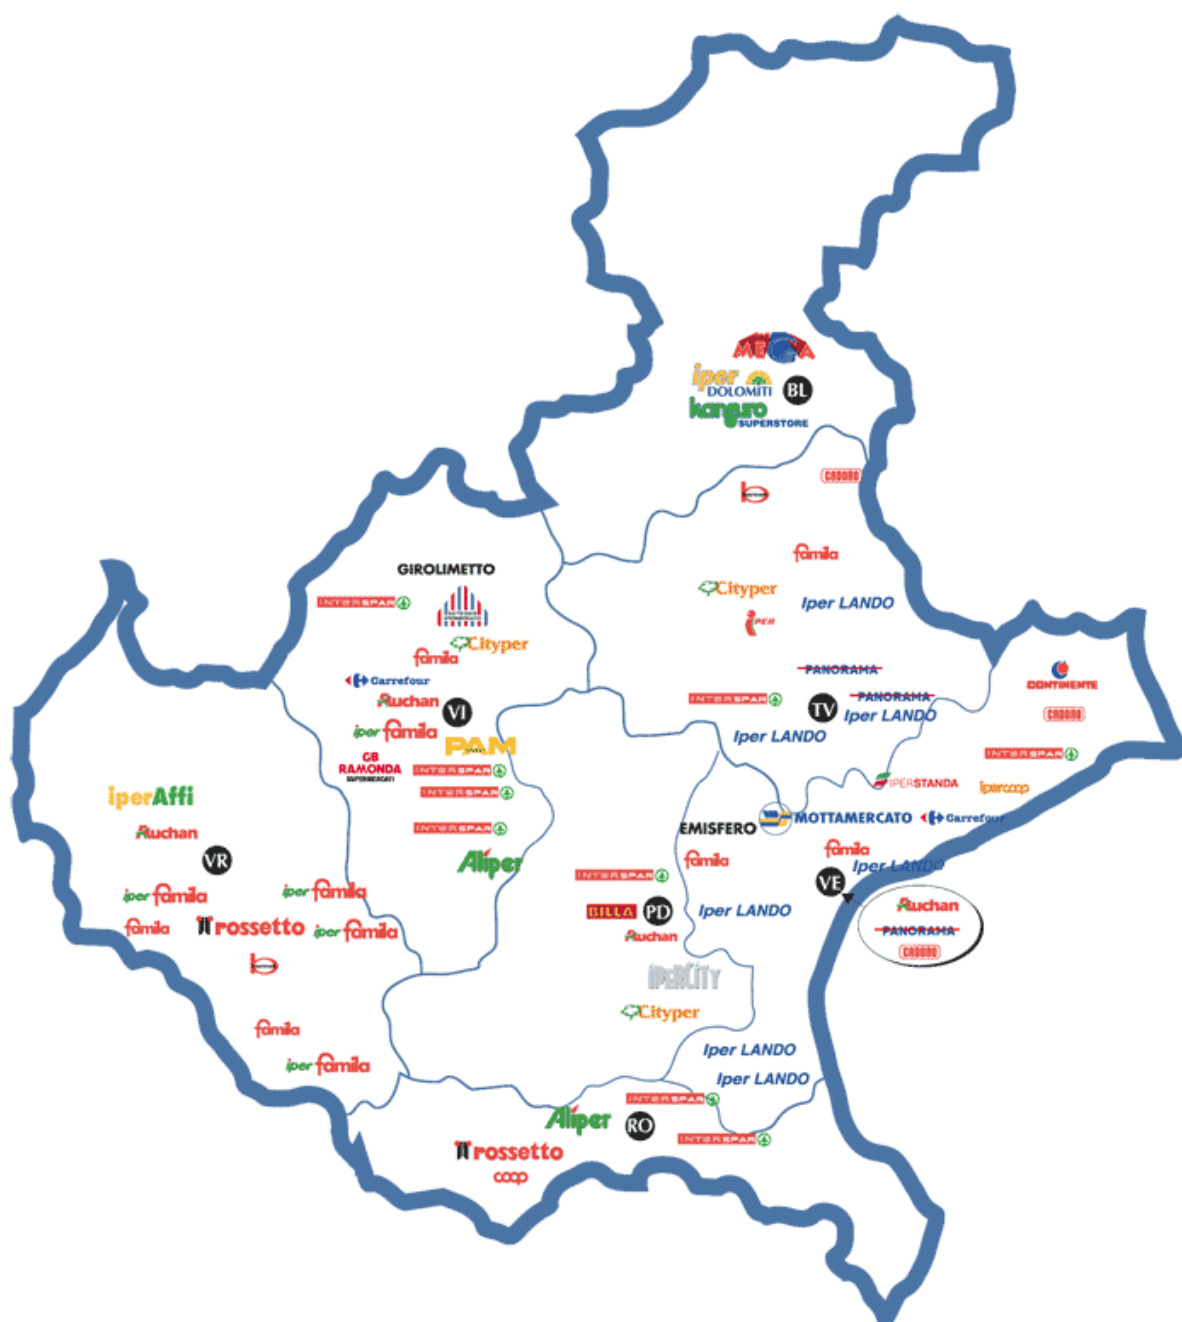 MEGA
iper
DOLOMITI
BL
kanguro
SUPERSTORE
CADORO
famila
GIROLIMETTO
Cityper
INTERSPAR
Iper LANDO
iPER
Cityper
famila
PANORAMA
CONTINENTE
Carrefour
Auchan
INTERSPAR
PANORAMA
VI
TV
Iper LANDO
CADORO
iper famila
Iper LANDO
PAM
GB
RAMONDA
SUPERMERCATI
INTERSPAR
INTERSPAR
IPERSTANDA
ipercoop
INTERSPAR
iperAffi
MOTTAMERCATO
Carrefour
EMISFERO
INTERSPAR
Auchan
VR
Aliper
famila
famila
Iper LANDO
INTERSPAR
VE
iper famila
iper famila
BILLA
PD
Iper LANDO
Auchan
famila
rossetto
iper famila
Auchan
PANORAMA
CADORO
IPERCITY
Cityper
famila
Iper LANDO
iper famila
Iper LANDO
INTERSPAR
Aliper
RO
INTERSPAR
rossetto
coop